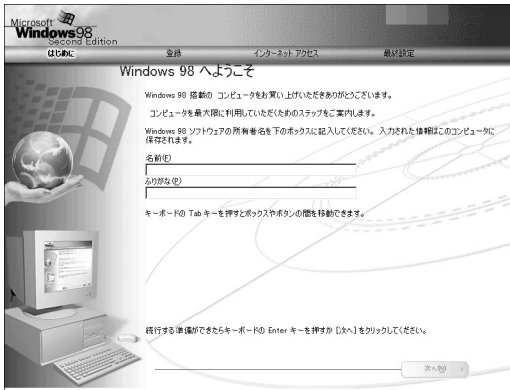 Microsoft
Windows98
Second Edition
はじめに 登録 インターネット アクセス 最終設定
Windows 98 へようこそ
Windows 98 搭載の コンピュータをお買い上げいただきありがとうございます。
コンピュータを最大限に利用していただくためのステップをご案内します。
Windows 98 ソフトウェアの所有者名を下のボックスに記入してください。 入力された情報はこのコンピュータに
保存されます。
名前(F)
ふりがな(P)
キーボードの Tab キーを押すとボックスやボタンの間を移動できます。
続行する準備ができたらキーボードの Enter キーを押すか [次へ] をクリックしてください。
次へ(N)